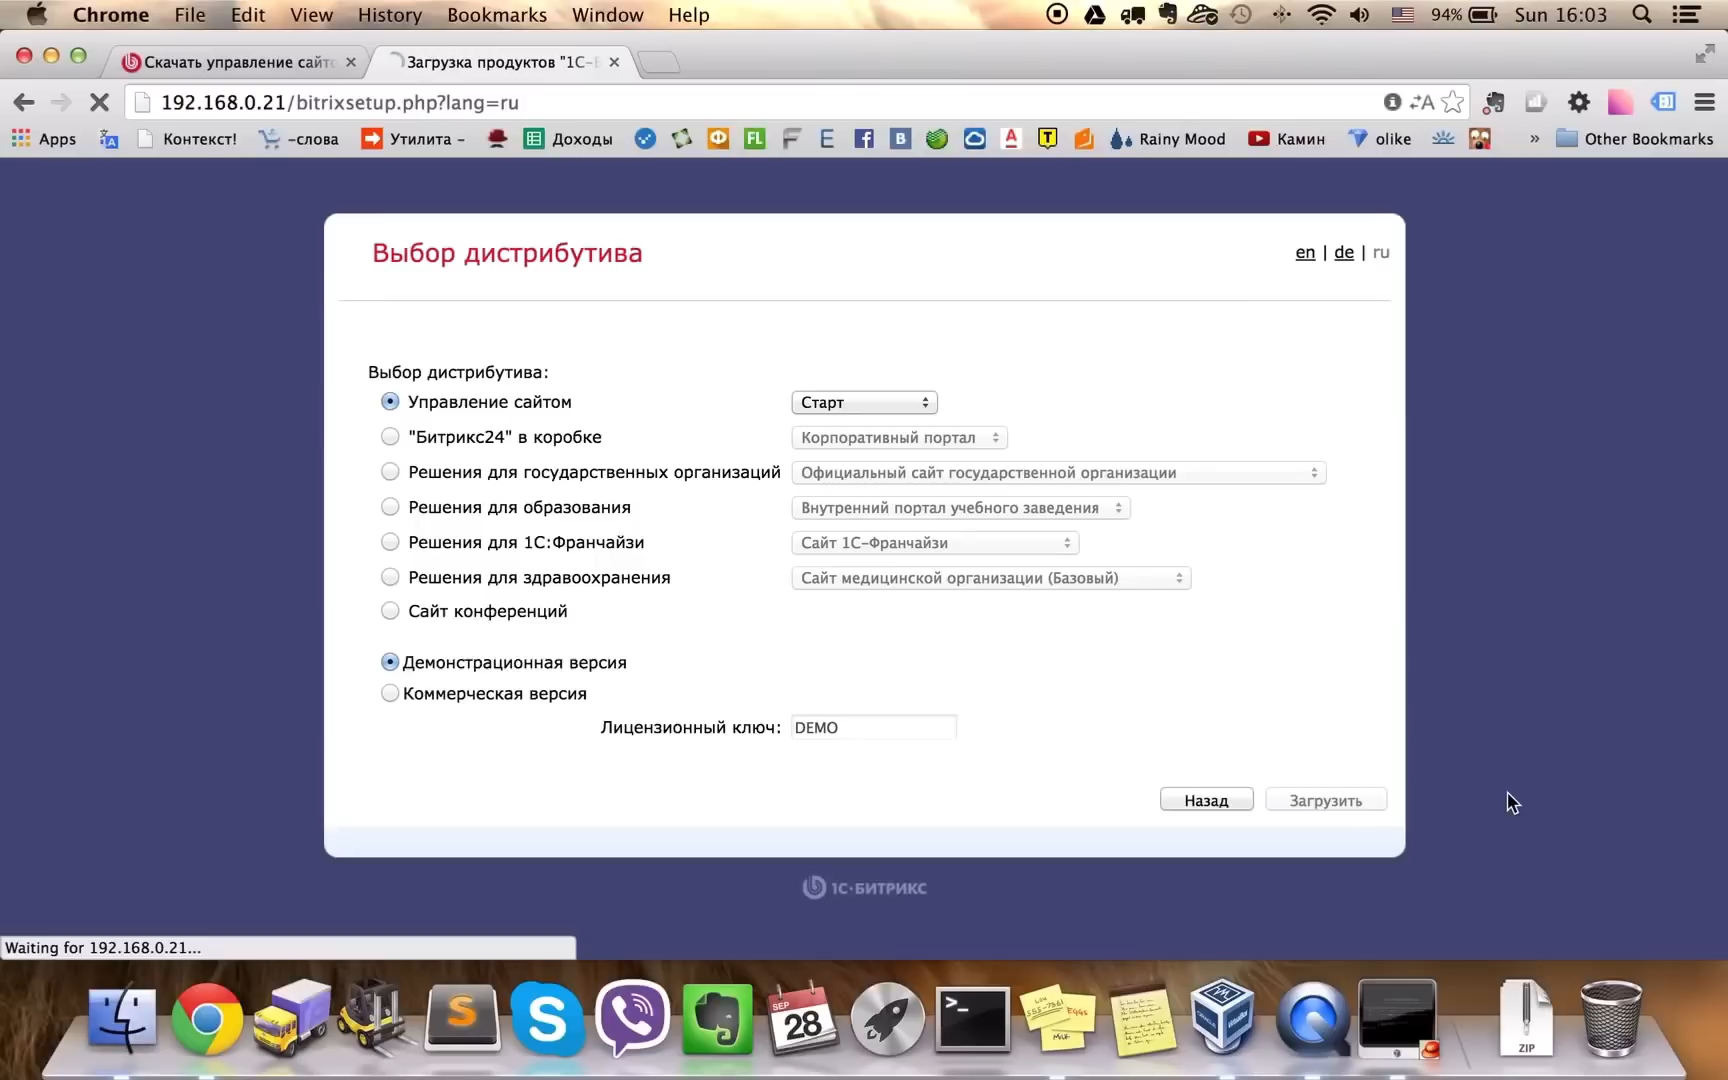 Chrome File Edit View History Bookmarks Window Help 94% Sun 16:03
Скачать управление сайто Загрузка продуктов "1С-Б
192.168.0.21/bitrixsetup.php?lang=ru
Apps Контекст! -слова Утилита - Доходы Rainy Mood Камин olike » Other Bookmarks
Выбор дистрибутива
en | de | ru
Выбор дистрибутива:
Управление сайтом Старт
"Битрикс24" в коробке Корпоративный портал
Решения для государственных организаций Официальный сайт государственной организации
Решения для образования Внутренний портал учебного заведения
Решения для 1С:Франчайзи Сайт 1С-Франчайзи
Решения для здравоохранения Сайт медицинской организации (Базовый)
Сайт конференций
Демонстрационная версия
Коммерческая версия
Лицензионный ключ: DEMO
Назад Загрузить
1С·БИТРИКС
Waiting for 192.168.0.21...
SEP
28
ZIP